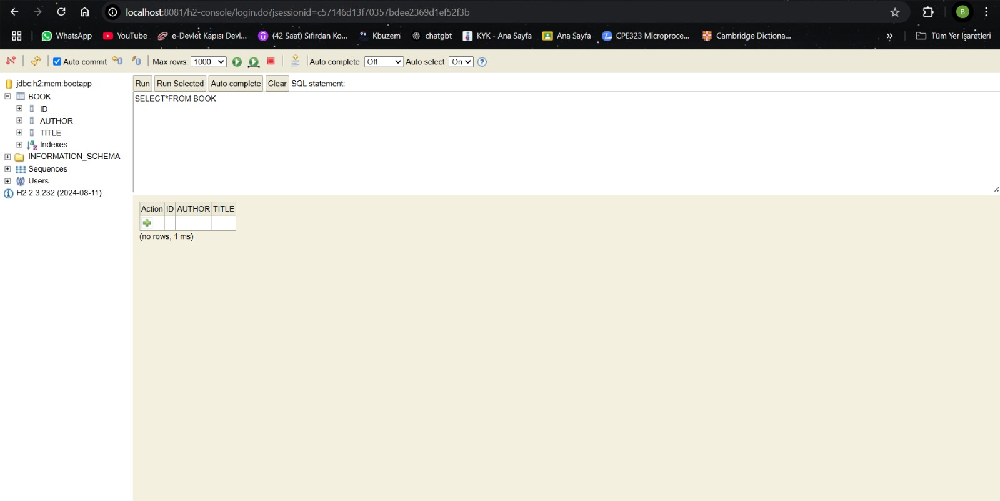 localhost:8081/h2-console/login.do?jsessionid=c57146d13f70357bdee2369d1ef52f3b
B
WhatsApp YouTube e-Devlet Kapısı Devl... (42 Saat) Sıfırdan Ko... Kbuzem chatgbt KYK - Ana Sayfa Ana Sayfa CPE323 Microproce... Cambridge Dictiona... » Tüm Yer İşaretleri
Auto commit Max rows: 1000 Auto complete Off Auto select On
jdbc:h2:mem:bootapp
BOOK
ID
AUTHOR
TITLE
Indexes
INFORMATION_SCHEMA
Sequences
Users
H2 2.3.232 (2024-08-11)
Run Run Selected Auto complete Clear SQL statement:
SELECT*FROM BOOK
Action ID AUTHOR TITLE
(no rows, 1 ms)